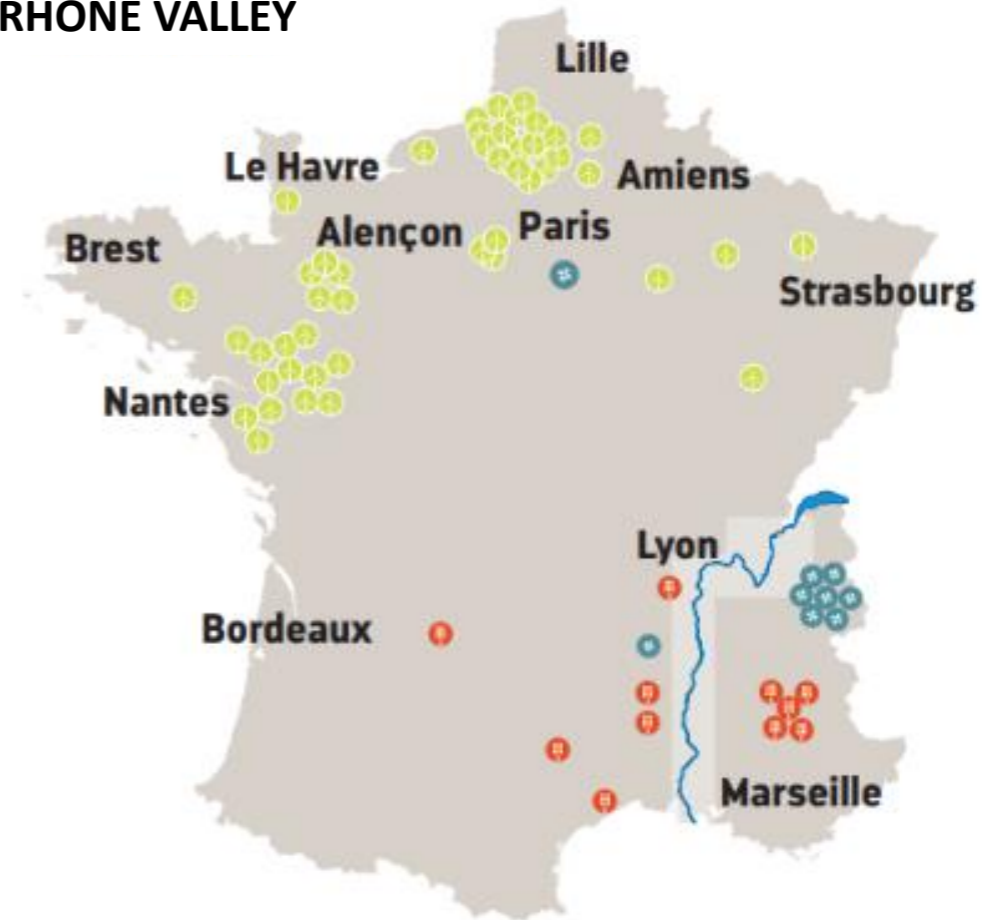 RHONE VALLEY
Lille
Le Havre
Amiens
Alençon
Paris
Brest
Strasbourg
Nantes
Lyon
Bordeaux
Marseille